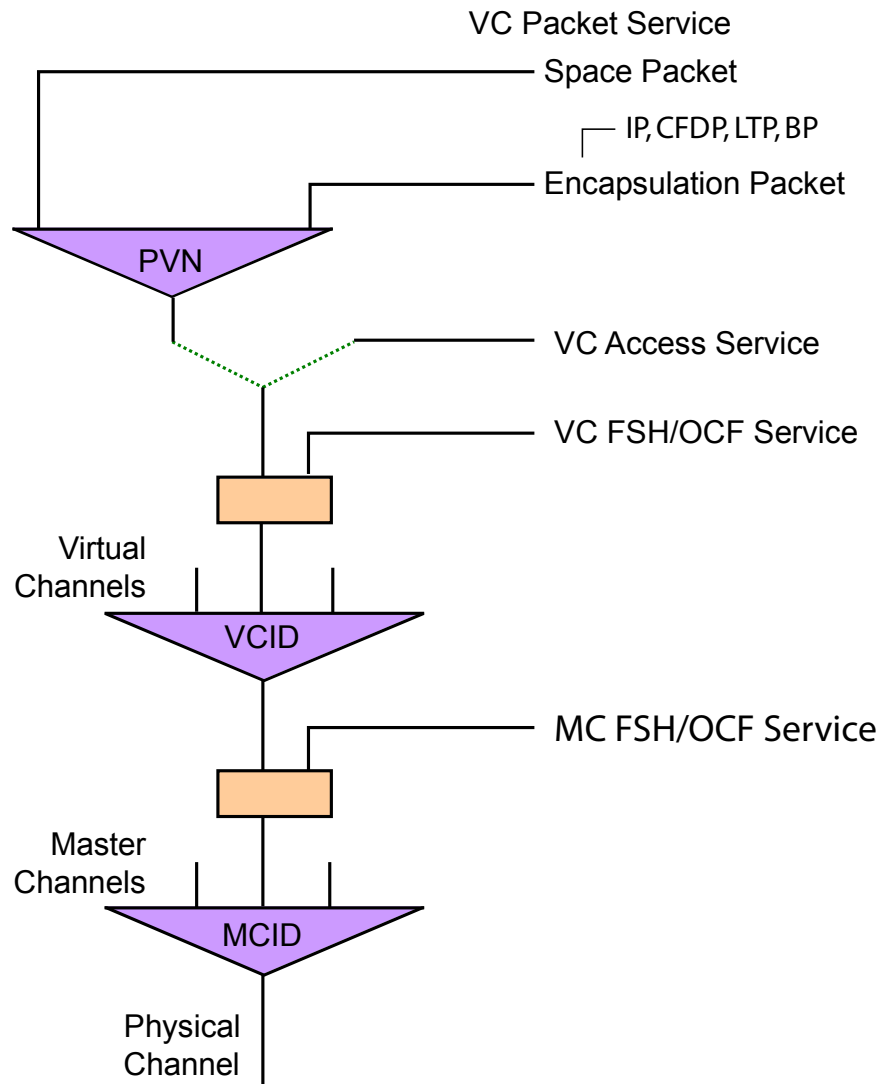 VC Packet Service
Space Packet
IP, CFDP, LTP, BP
Encapsulation Packet
PVN
VC Access Service
VC FSH/OCF Service
Virtual
Channels
VCID
MC FSH/OCF Service
Master
Channels
MCID
Physical
Channel